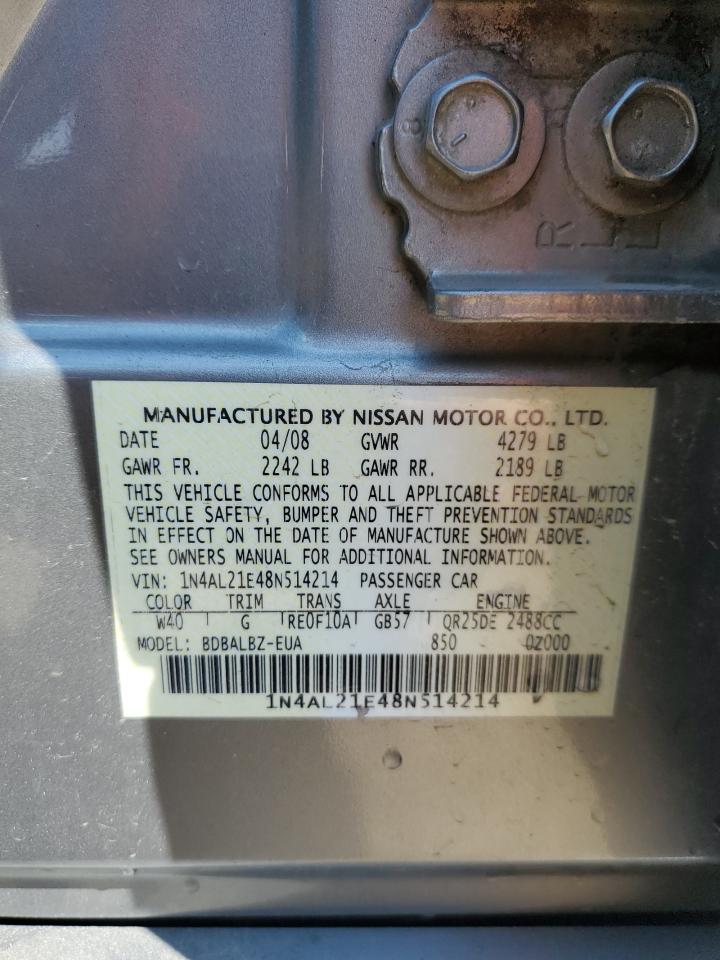 8
R L
L
MANUFACTURED BY NISSAN MOTOR CO., LTD.
DATE 04/08 GVWR 4279 LB
GAWR FR. 2242 LB GAWR RR. 2189 LB
THIS VEHICLE CONFORMS TO ALL APPLICABLE FEDERAL MOTOR
VEHICLE SAFETY, BUMPER AND THEFT PREVENTION STANDARDS
IN EFFECT ON THE DATE OF MANUFACTURE SHOWN ABOVE.
SEE OWNERS MANUAL FOR ADDITIONAL INFORMATION.
VIN: 1N4AL21E48N514214 PASSENGER CAR
COLOR TRIM TRANS AXLE ENGINE
W40 G RE0F10A GB57 QR25DE 2488CC
MODEL: BDBALBZ-EUA 850 0Z000
1N4AL21E48N514214